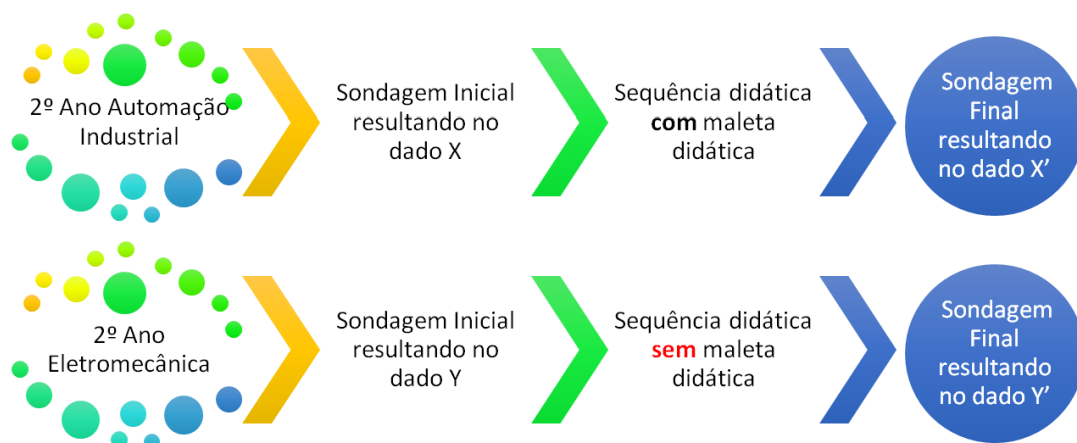 2º Ano Automação
Industrial
Sondagem Inicial
resultando no
dado X
Sequência didática
com maleta
didática
Sondagem
Final
resultando
no dado X’
2º Ano
Eletromecânica
Sondagem Inicial
resultando no
dado Y
Sequência didática
sem maleta
didática
Sondagem
Final
resultando
no dado Y’